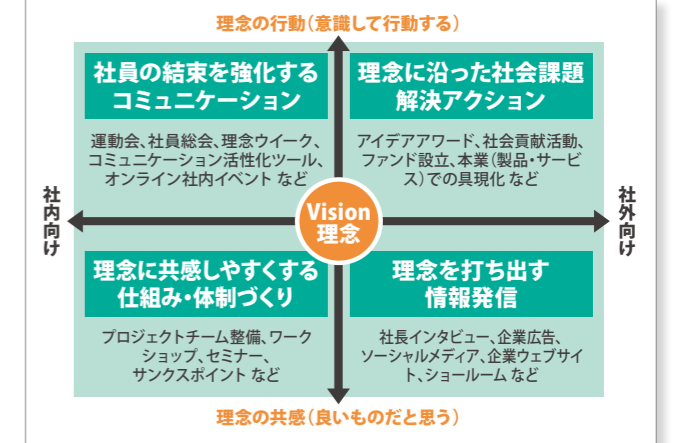 理念の行動（意識して行動する）
社員の結束を強化する
コミュニケーション
運動会、社員総会、理念ウイーク、
コミュニケーション活性化ツール、
オンライン社内イベント など
理念に沿った社会課題
解決アクション
アイデアアワード、社会貢献活動、
ファンド設立、本業（製品・サービ
ス）での具現化 など
社内向け
Vision
理念
社外向け
理念に共感しやすくする
仕組み・体制づくり
プロジェクトチーム整備、ワーク
ショップ、セミナー、
サンクスポイント など
理念を打ち出す
情報発信
社長インタビュー、企業広告、
ソーシャルメディア、企業ウェブサイ
ト、ショールーム など
理念の共感（良いものだと思う）